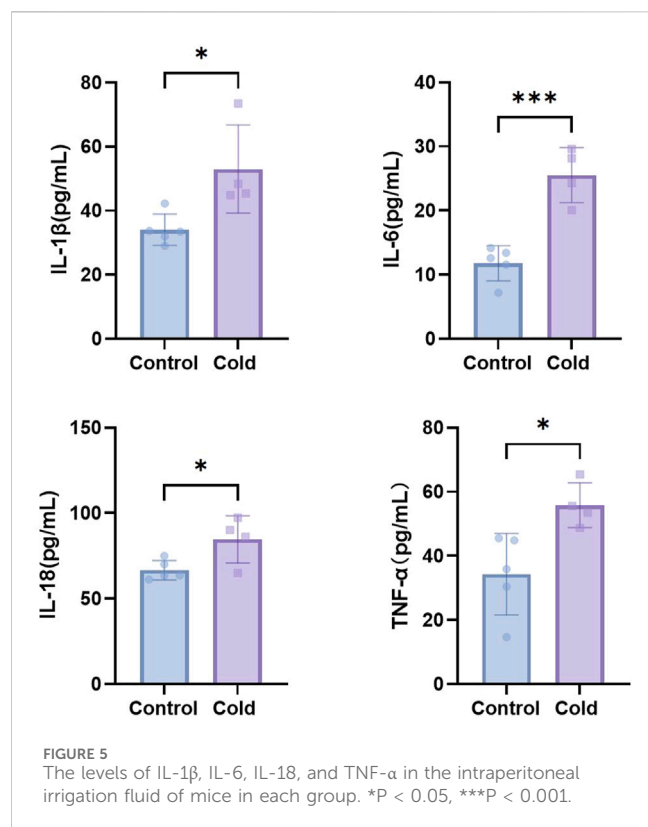 *
80
60
40
20
0
IL-1β(pg/mL)
Control Cold
***
40
30
20
10
0
IL-6(pg/mL)
Control Cold
*
150
100
50
0
IL-18(pg/mL)
Control Cold
*
80
60
40
20
0
TNF-α(pg/mL)
Control Cold
FIGURE 5
The levels of IL-1β, IL-6, IL-18, and TNF-α in the intraperitoneal
irrigation fluid of mice in each group. *P < 0.05, ***P < 0.001.